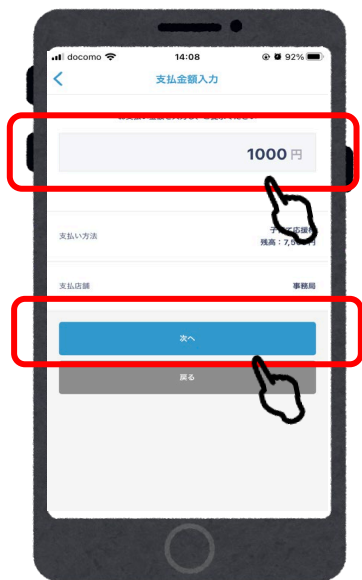 docomo 14:08 92%
支払金額入力
1000 円
支払い方法
残高：7,5
支払店舗 事務局
次へ
戻る